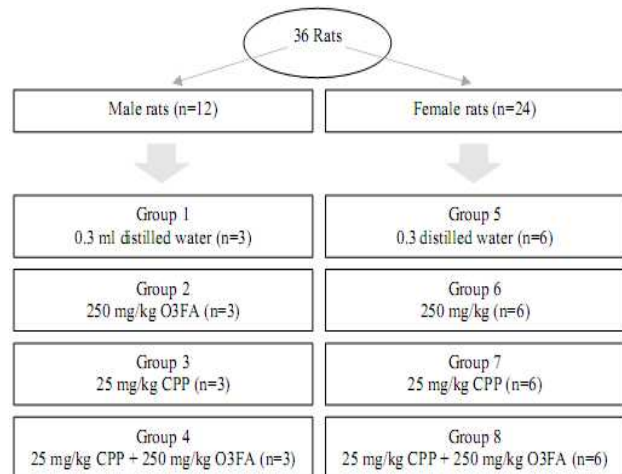 36 Rats
Male rats (n=12)
Female rats (n=24)
Group 1
0.3 ml distilled water (n=3)
Group 5
0.3 distilled water (n=6)
Group 2
250 mg/kg O3FA (n=3)
Group 6
250 mg/kg (n=6)
Group 3
25 mg/kg CPP (n=3)
Group 7
25 mg/kg CPP (n=6)
Group 4
25 mg/kg CPP + 250 mg/kg O3FA (n=3)
Group 8
25 mg/kg CPP + 250 mg/kg O3FA (n=6)